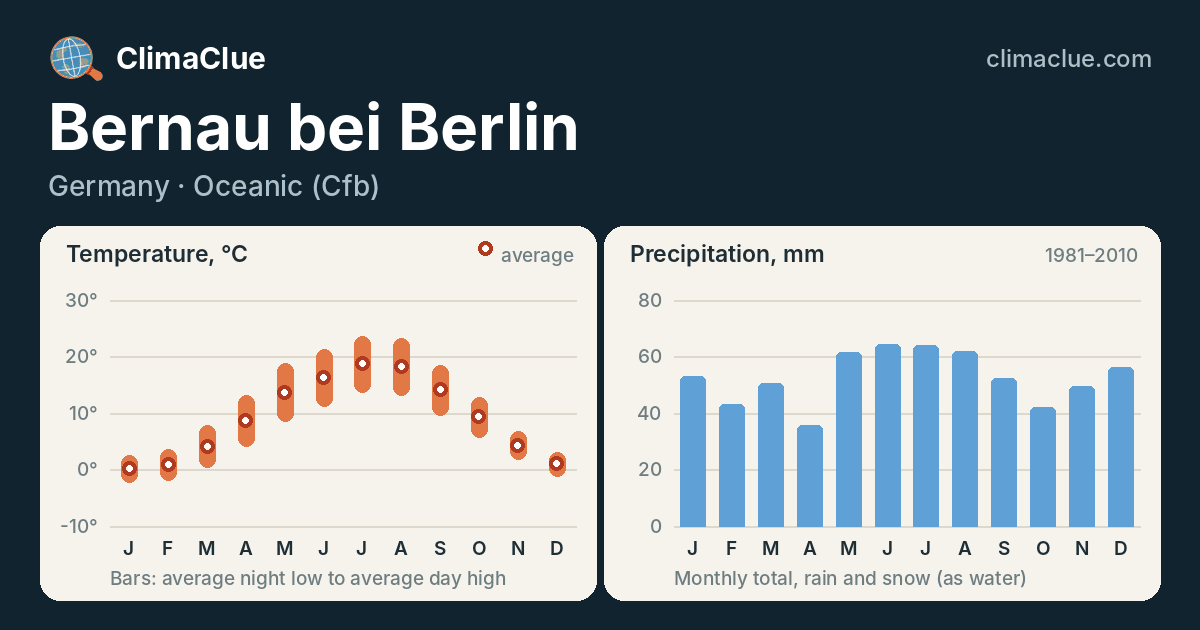 ClimaClue
climaclue.com
Bernau bei Berlin
Germany · Oceanic (Cfb)
Temperature, °C
average
30°
20°
10°
0°
-10°
J F M A M J J A S O N D
Bars: average night low to average day high
Precipitation, mm
1981–2010
80
60
40
20
0
J F M A M J J A S O N D
Monthly total, rain and snow (as water)